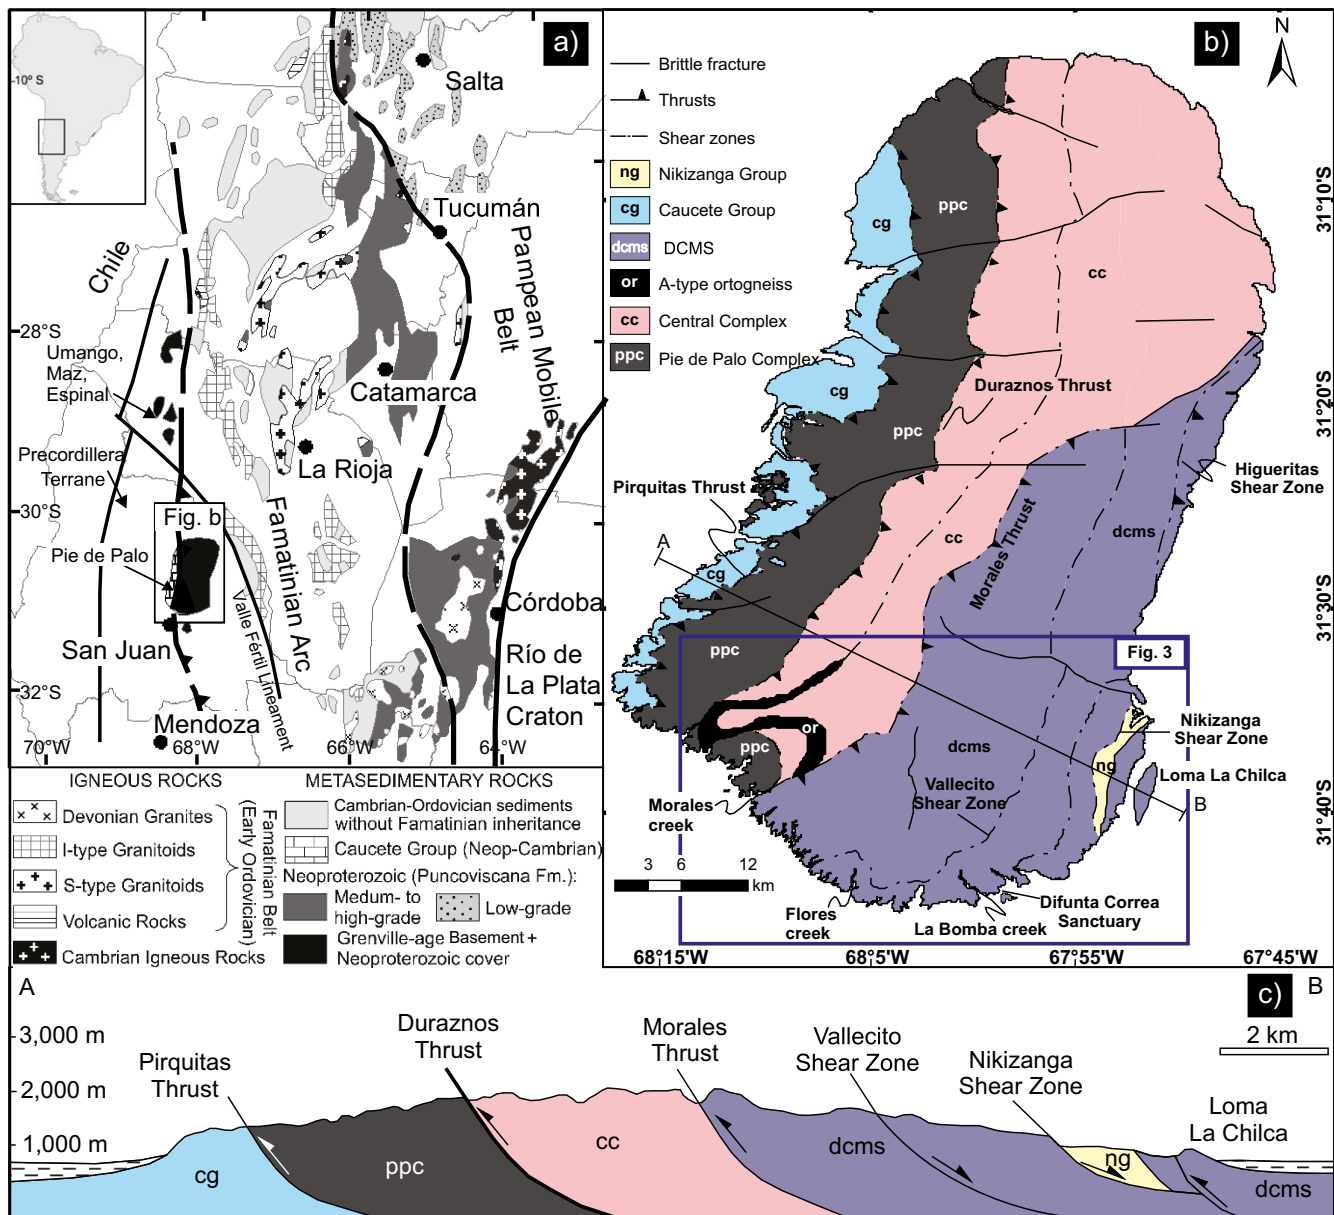 a)
10° S
Salta
Tucumán
Pampean Mobile
Belt
Chile
28°S
Umango,
Maz,
Espinal
Catamarca
Precordillera
Terrane
La Rioja
30°S
Fig. b
Pie de Palo
Famatinian Arc
Valle Fértil Lineament
Córdoba
San Juan
Río de
La Plata
Craton
32°S
Mendoza
70°W
68°W
66°W
64°W
IGNEOUS ROCKS
Devonian Granites
I-type Granitoids
S-type Granitoids
Volcanic Rocks
Cambrian Igneous Rocks
Famatinian Belt
(Early Ordovician)
METASEDIMENTARY ROCKS
Cambrian-Ordovician sediments
without Famatinian inheritance
Caucete Group (Neop-Cambrian)
Neoproterozoic (Puncoviscana Fm.):
Medum- to
high-grade
Low-grade
Grenville-age Basement +
Neoproterozoic cover
b)
N
Brittle fracture
Thrusts
Shear zones
ng Nikizanga Group
cg Caucete Group
dcms DCMS
or A-type ortogneiss
cc Central Complex
ppc Pie de Palo Complex
31°10'S
31°20'S
31°30'S
31°40'S
cg
ppc
cc
cg
Duraznos Thrust
ppc
Pirquitas Thrust
Higueritas
Shear Zone
dcms
Morales Thrust
A
cc
cg
ppc
Fig. 3
or
ppc
dcms
Nikizanga
Shear Zone
ng
Loma La Chilca
Vallecito
Shear Zone
B
Morales
creek
3 6 12
km
Flores
creek
La Bomba creek
Difunta Correa
Sanctuary
68°15'W
68°5'W
67°55'W
67°45'W
A
c)
B
2 km
3,000 m
2,000 m
1,000 m
Pirquitas
Thrust
Duraznos
Thrust
Morales
Thrust
Vallecito
Shear Zone
Nikizanga
Shear Zone
Loma
La Chilca
cg
ppc
cc
dcms
ng
dcms